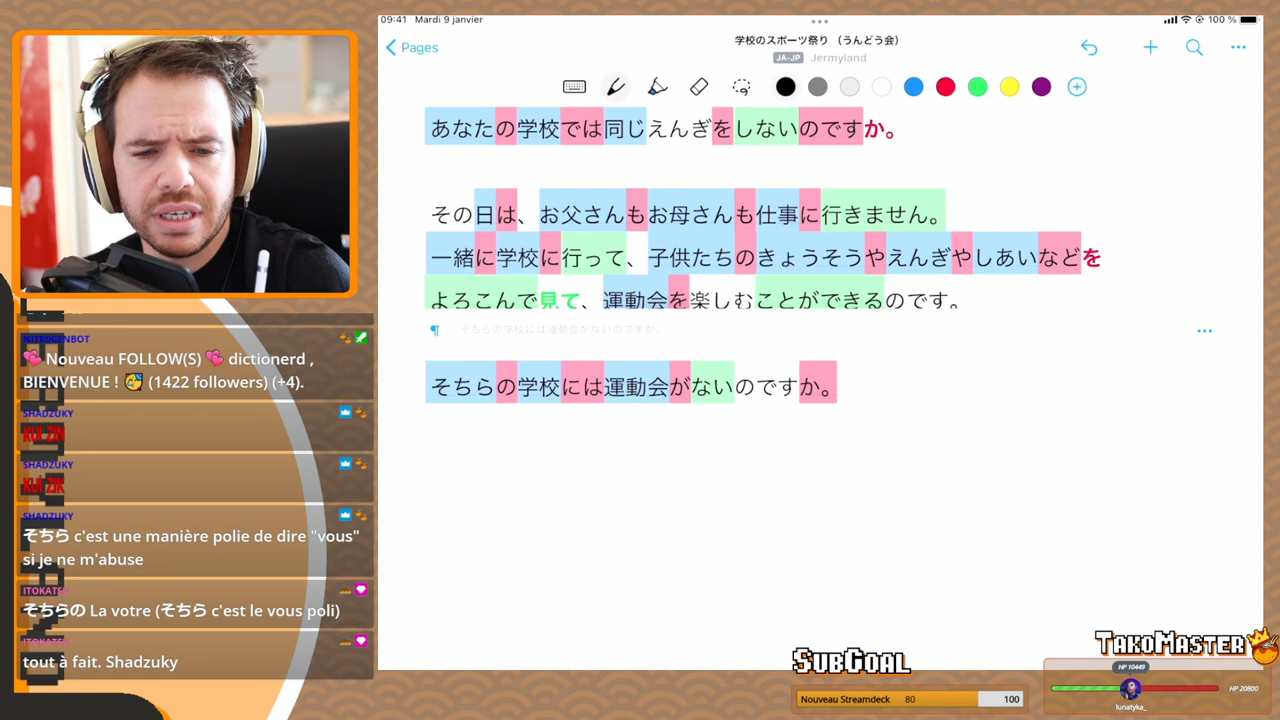 09:41 Mardi 9 janvier
100 %
Pages
学校のスポーツ祭り （うんどう会）
JA-JP Jermyland
あなたの学校では同じえんぎをしないのですか。
その日は、お父さんもお母さんも仕事に行きません。
一緒に学校に行って、子供たちのきょうそうやえんぎやしあいなどを
よろこんで見て、運動会を楽しむことができるのです。
そちらの学校には運動会がないのですか。
そちらの学校には運動会がないのですか。
NITROGENBOT
Nouveau FOLLOW(S) dictionerd ,
BIENVENUE ! (1422 followers) (+4).
SHADZUKY
KUI ZIN
SHADZUKY
KUI ZIK
SHADZUKY
そちら c'est une manière polie de dire "vous"
si je ne m'abuse
ITOKATSU
そちらの La votre (そちら c'est le vous poli)
tout à fait. Shadzuky
SUBGOAL
Nouveau Streamdeck 80 100
TAKOMASTER
HP 10449
HP 20800
lunatyka_